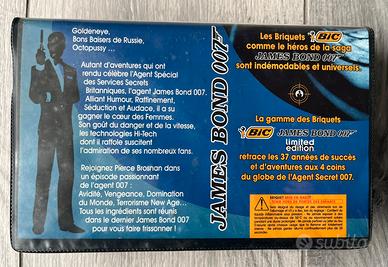 Goldeneye,
Bons Baisers de Russie,
Octopussy ...
Autant d'aventures qui ont
rendu célèbre l'Agent Spécial
des Services Secrets
Britanniques, l'agent James Bond 007.
Alliant Humour, Raffinement,
Séduction et Audace, il a su
gagner le cœur des Femmes.
Son goût du danger et de la vitesse,
les technologies Hi-Tech
dont il raffole suscitent
l'admiration de ses nombreux fans.
Rejoignez Pierce Brosnan
dans un épisode passionnant
de l'agent 007 :
Avidité, Vengeance, Domination
du Monde, Terrorisme New Age...
Tous les ingrédients sont réunis
dans le dernier James Bond 007
pour vous faire frissonner !
JAMES BOND 007
Les Briquets BIC
comme le héros de la saga
JAMES BOND 007
sont indémodables et universels.
La gamme des Briquets
BIC JAMES BOND 007
limited
edition
retrace les 37 années de succès
et d'aventures aux 4 coins
du globe de l'Agent Secret 007.
subito